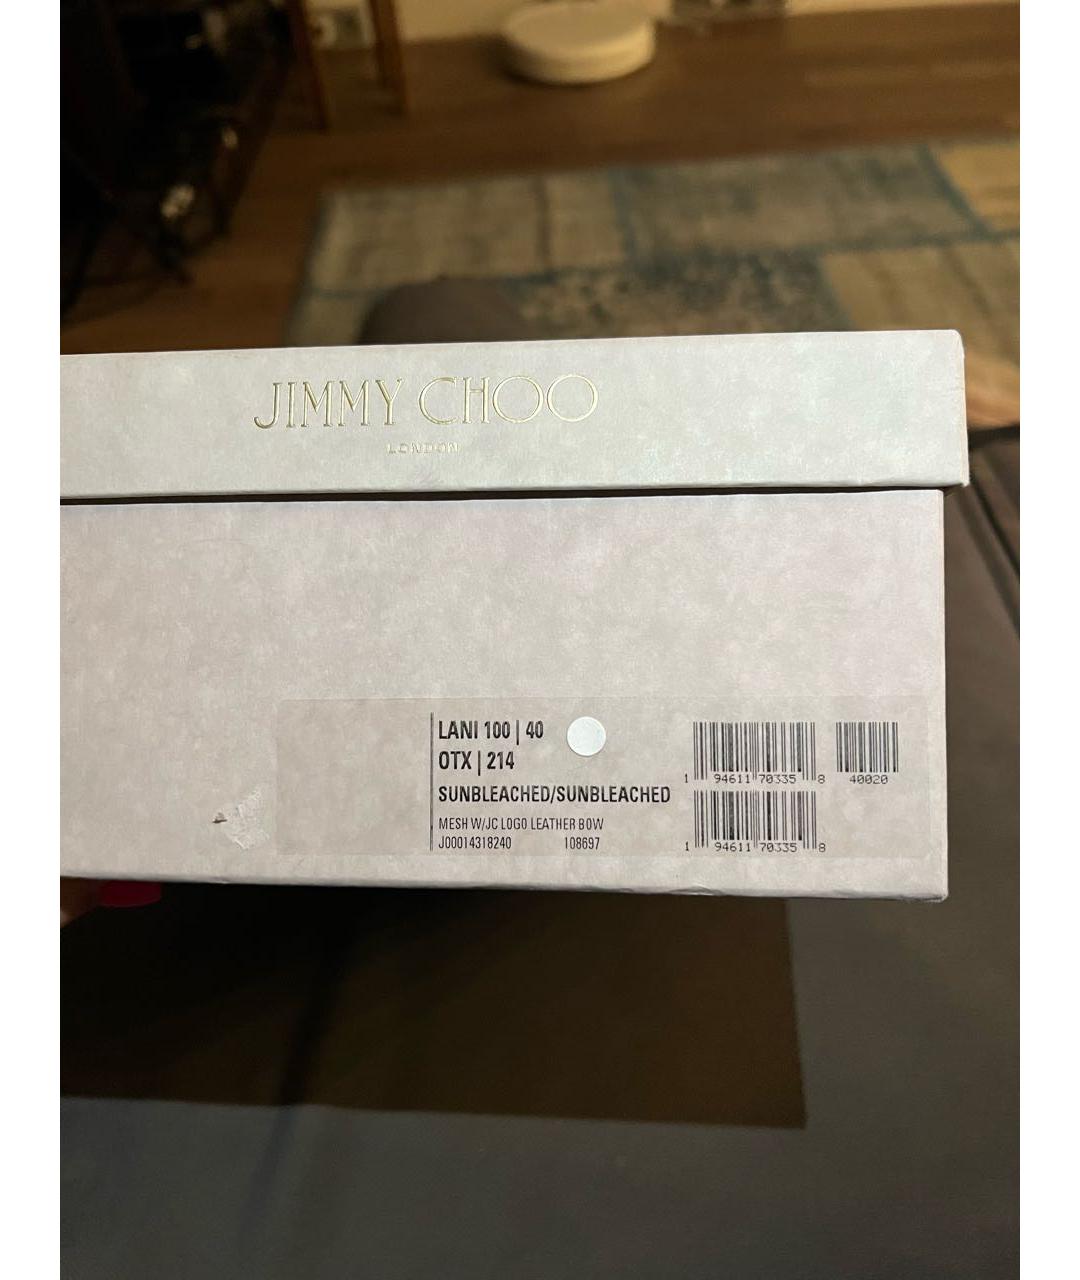 JIMMY CHOO
LONDON
LANI 100 | 40
OTX | 214
SUNBLEACHED/SUNBLEACHED
MESH W/JC LOGO LEATHER BOW
J00014318240 108697
1 94611 70335 8
40020
1 94611 70335 8